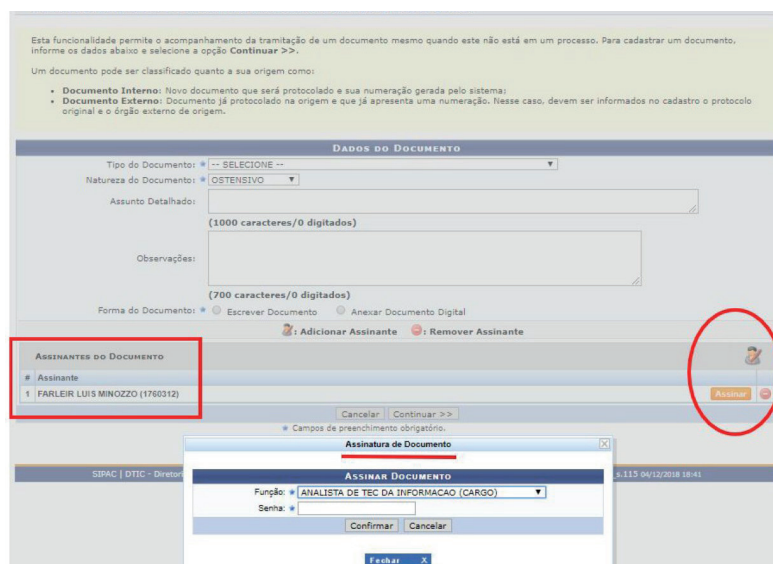 Esta funcionalidade permite o acompanhamento da tramitação de um documento mesmo quando este não está em um processo. Para cadastrar um documento,
informe os dados abaixo e selecione a opção Continuar >>.
Um documento pode ser classificado quanto a sua origem como:
• Documento Interno: Novo documento que será protocolado e sua numeração gerada pelo sistema;
• Documento Externo: Documento já protocolado na origem e que já apresenta uma numeração. Nesse caso, devem ser informados no cadastro o protocolo
original e o órgão externo de origem.
DADOS DO DOCUMENTO
Tipo do Documento: * -- SELECIONE --
Natureza do Documento: * OSTENSIVO
Assunto Detalhado:
(1000 caracteres/0 digitados)
Observações:
(700 caracteres/0 digitados)
Forma do Documento: * Escrever Documento Anexar Documento Digital
: Adicionar Assinante : Remover Assinante
ASSINANTES DO DOCUMENTO
# Assinante
1 FARLEIR LUIS MINOZZO (1760312) Assinar
Cancelar Continuar >>
* Campos de preenchimento obrigatório.
Assinatura de Documento X
SIPAC | DTIC - Diretori s.115 04/12/2018 18:41
ASSINAR DOCUMENTO
Função: * ANALISTA DE TEC DA INFORMACAO (CARGO)
Senha: *
Confirmar Cancelar
Fechar X